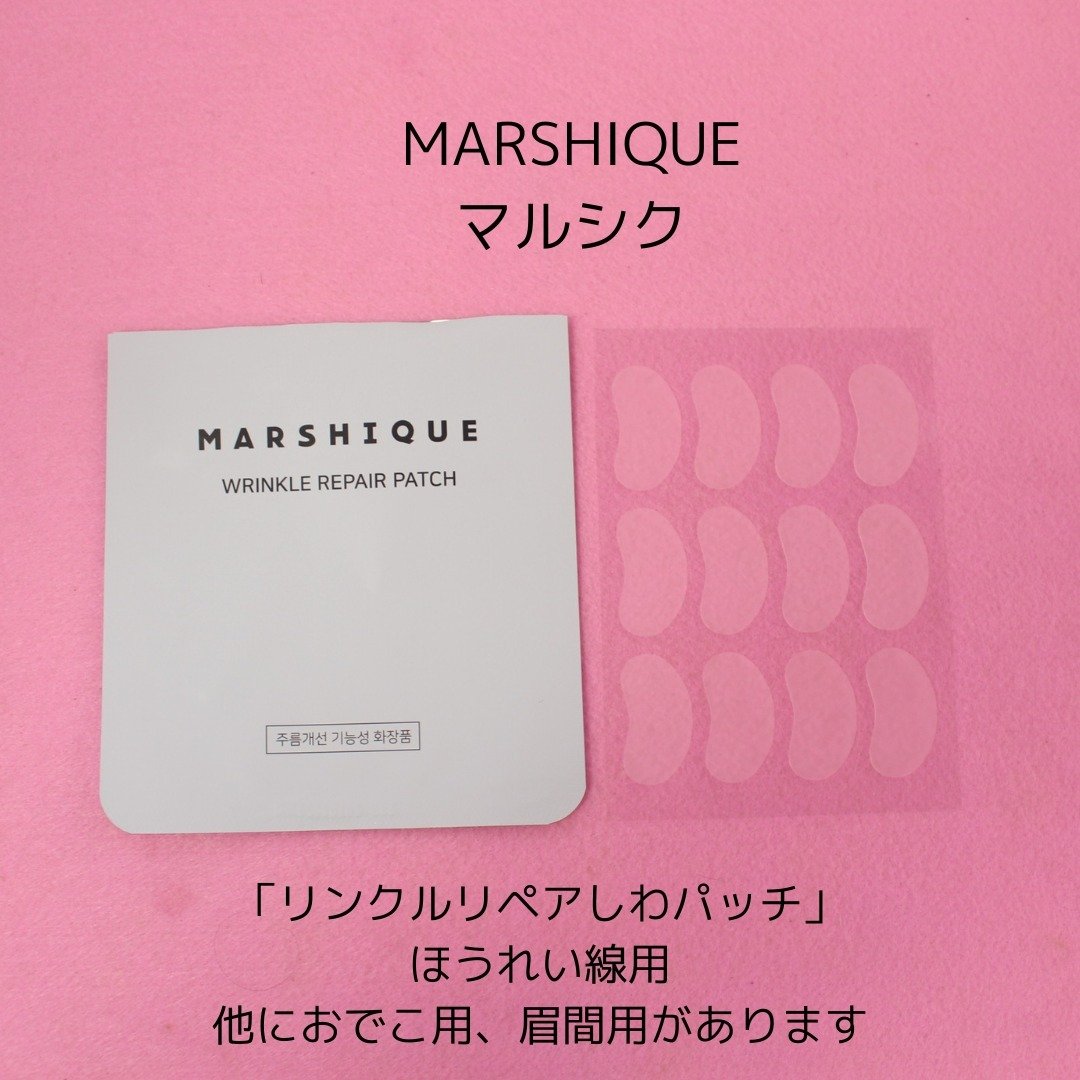 MARSHIQUE
マルシク
MARSHIQUE
WRINKLE REPAIR PATCH
주름개선 기능성 화장품
「リンクルリペアしわパッチ」
ほうれい線用
他におでこ用、眉間用があります